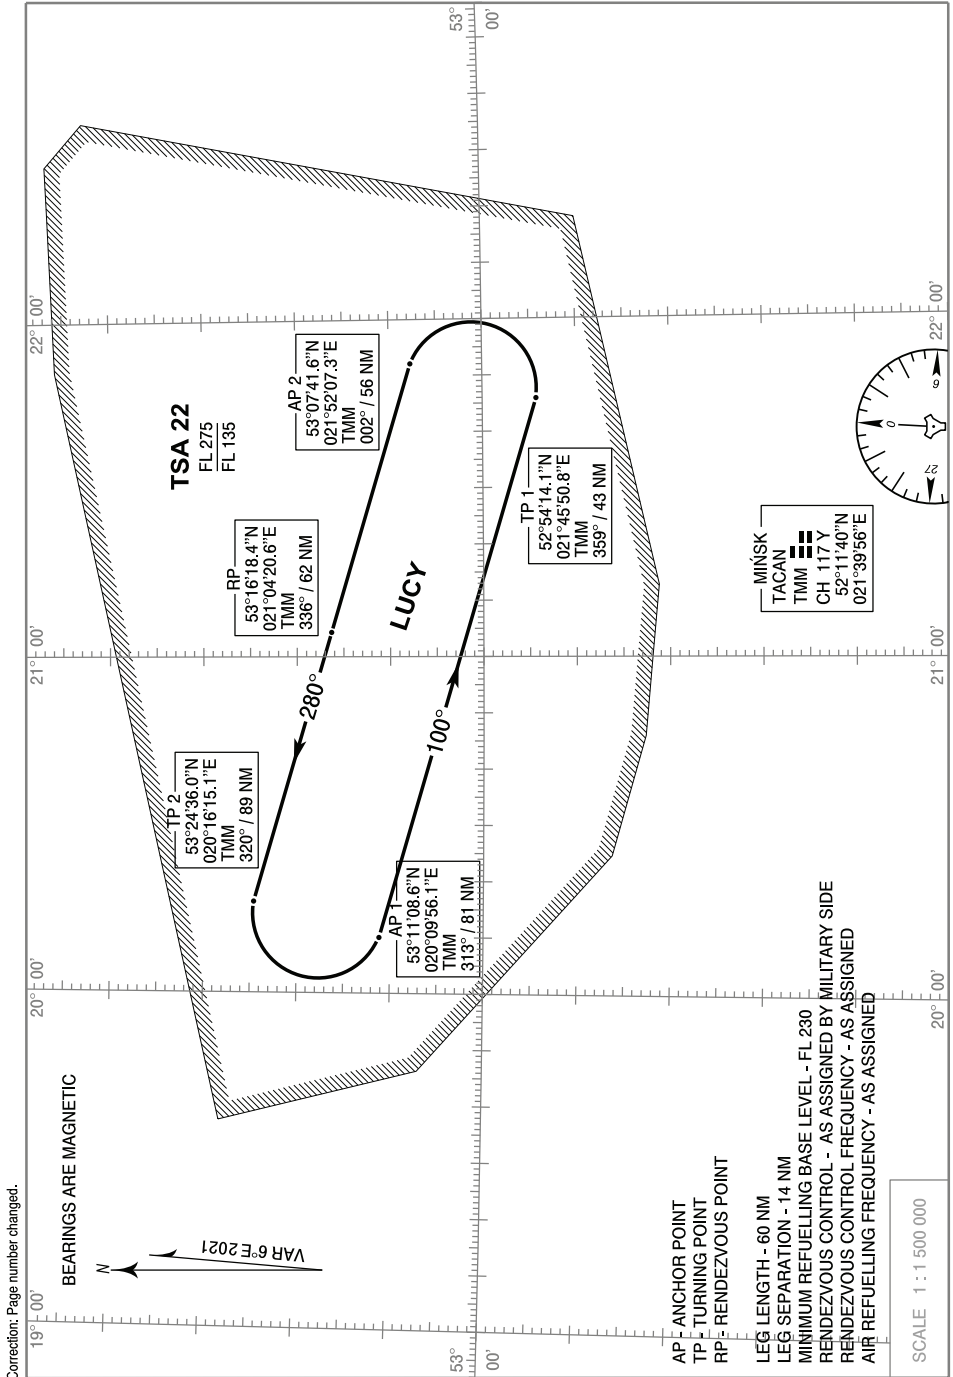 Correction: Page number changed.
19° 00'
20° 00'
21° 00'
22° 00'
BEARINGS ARE MAGNETIC
N
VAR 6°E 2021
TSA 22
FL 275
FL 135
TP 2
53°24'36.0"N
020°16'15.1"E
TMM
320° / 89 NM
RP
53°16'18.4"N
021°04'20.6"E
TMM
336° / 62 NM
AP 2
53°07'41.6"N
021°52'07.3"E
TMM
002° / 56 NM
280°
LUCY
100°
AP 1
53°11'08.6"N
020°09'56.1"E
TMM
313° / 81 NM
TP 1
52°54'14.1"N
021°45'50.8"E
TMM
359° / 43 NM
53° 00'
53° 00'
AP - ANCHOR POINT
TP - TURNING POINT
RP - RENDEZVOUS POINT
LEG LENGTH - 60 NM
LEG SEPARATION - 14 NM
MINIMUM REFUELLING BASE LEVEL - FL 230
RENDEZVOUS CONTROL - AS ASSIGNED BY MILITARY SIDE
RENDEZVOUS CONTROL FREQUENCY - AS ASSIGNED
AIR REFUELLING FREQUENCY - AS ASSIGNED
MIŃSK
TACAN
TMM
CH 117 Y
52°11'40"N
021°39'56"E
27
0
9
SCALE 1 : 1 500 000
20° 00'
21° 00'
22° 00'